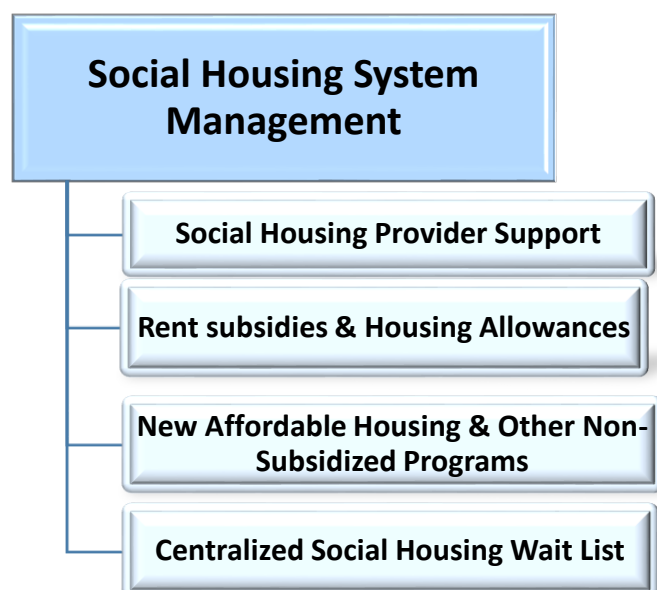 Social Housing System
Management
Social Housing Provider Support
Rent subsidies & Housing Allowances
New Affordable Housing & Other Non-
Subsidized Programs
Centralized Social Housing Wait List